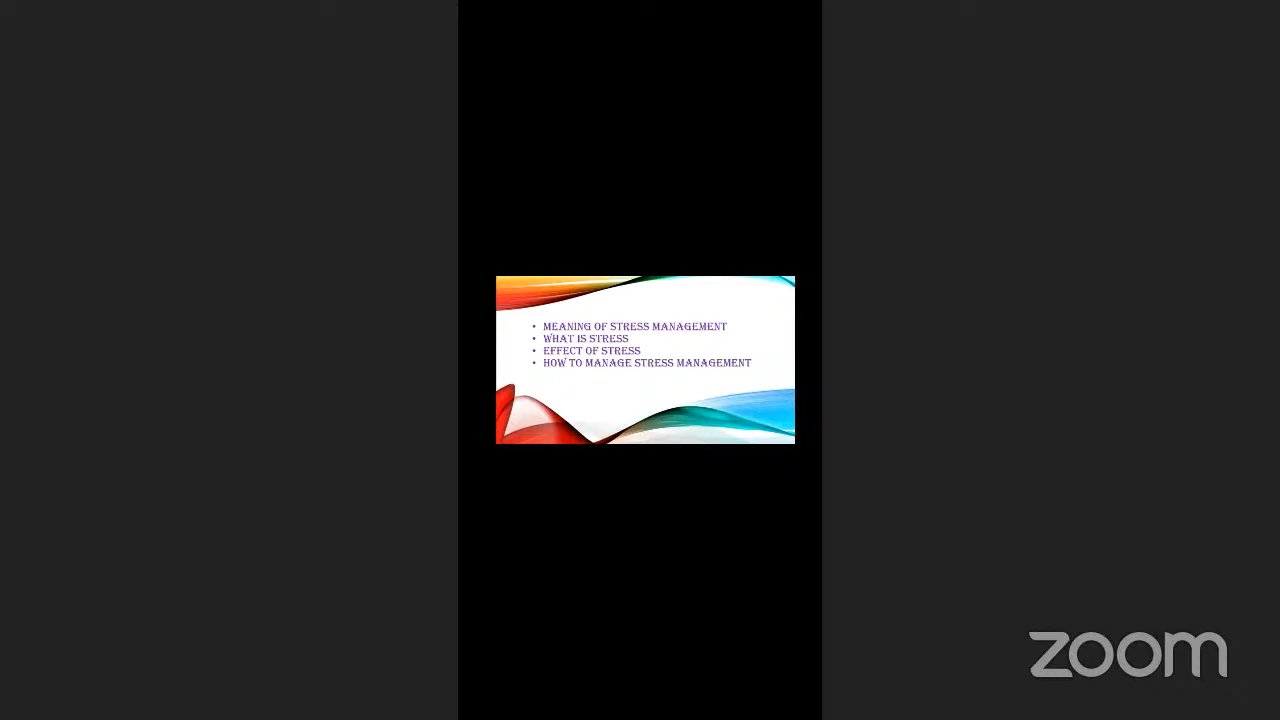 • MEANING OF STRESS MANAGEMENT
• WHAT IS STRESS
• EFFECT OF STRESS
• HOW TO MANAGE STRESS MANAGEMENT
zoom